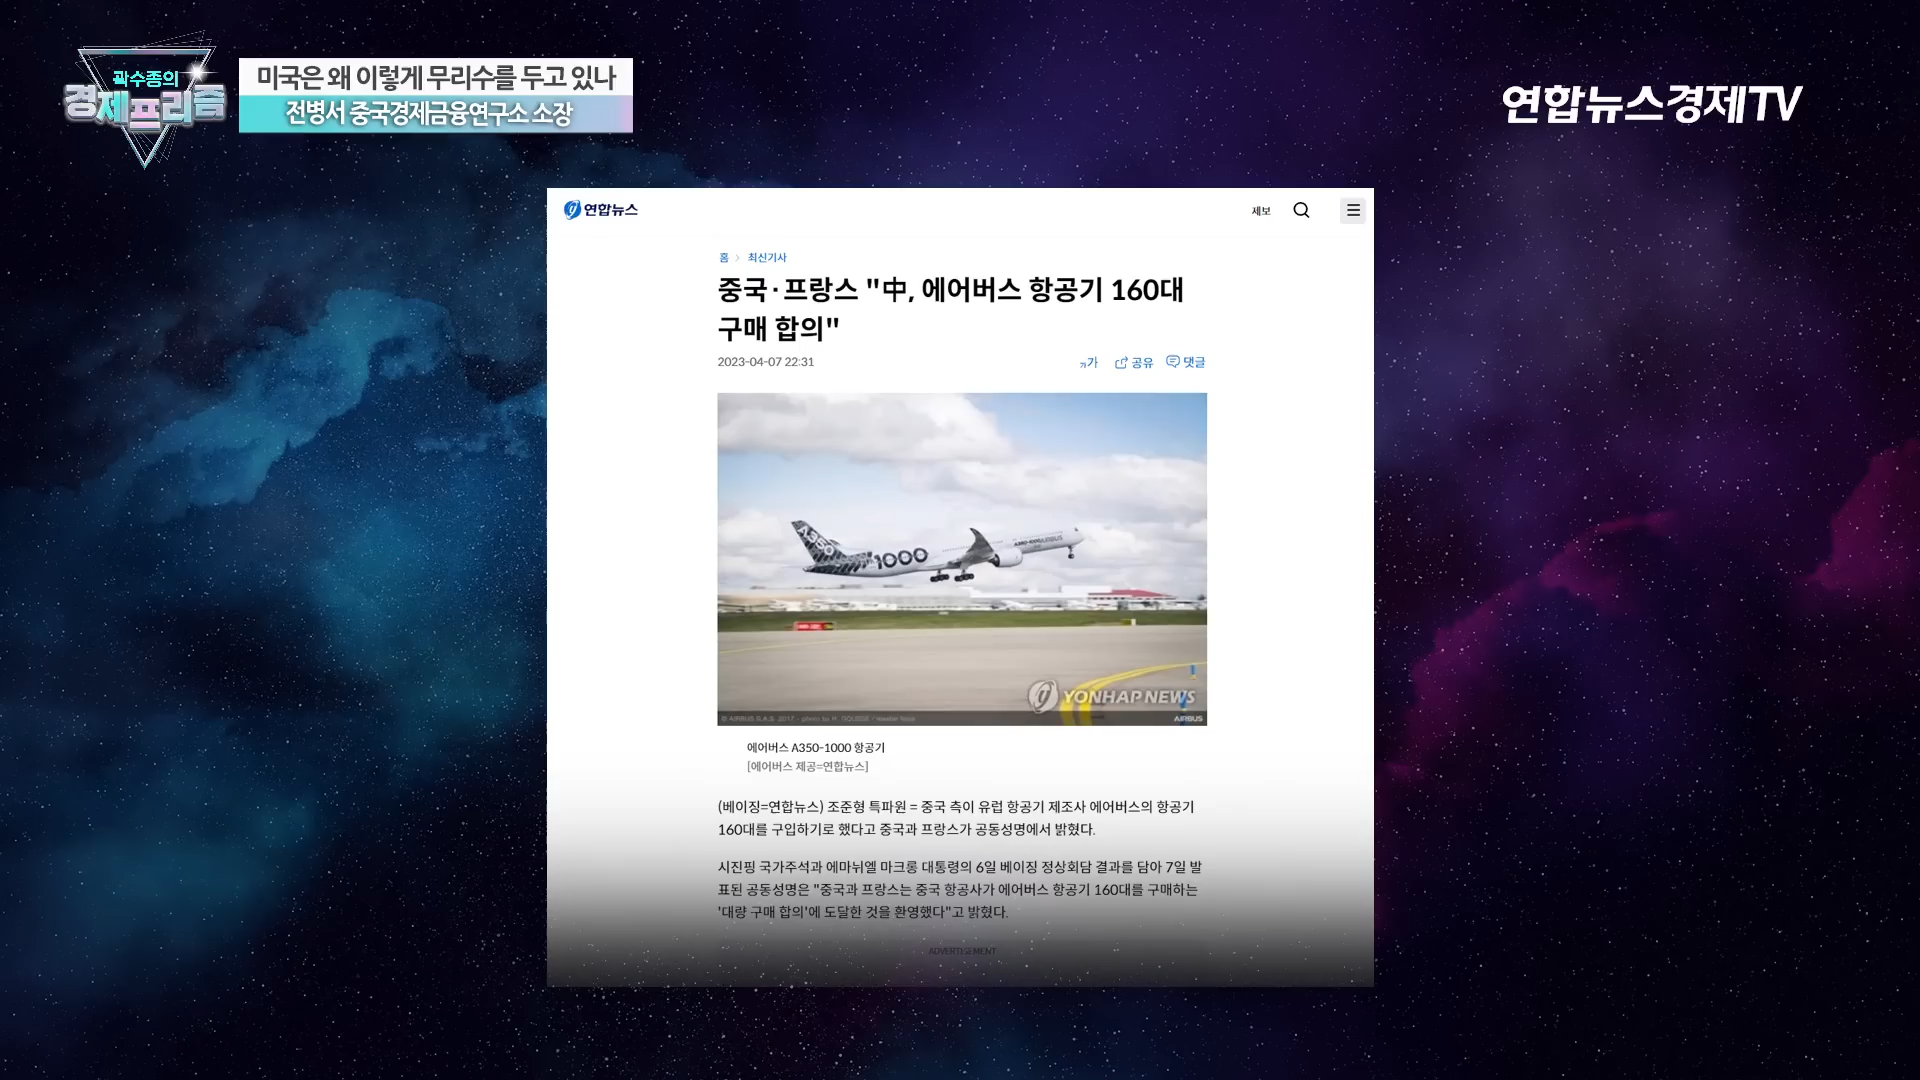 곽수종의
경제프리즘
미국은 왜 이렇게 무리수를 두고 있나
전병서 중국경제금융연구소 소장
연합뉴스경제TV
연합뉴스
제보
홈 > 최신기사
중국·프랑스 "中, 에어버스 항공기 160대
구매 합의"
2023-04-07 22:31
가가 공유 댓글
A350
1000
YONHAP NEWS
AIRBUS
에어버스 A350-1000 항공기
[에어버스 제공=연합뉴스]
(베이징=연합뉴스) 조준형 특파원 = 중국 측이 유럽 항공기 제조사 에어버스의 항공기
160대를 구입하기로 했다고 중국과 프랑스가 공동성명에서 밝혔다.
시진핑 국가주석과 에마뉘엘 마크롱 대통령의 6일 베이징 정상회담 결과를 담아 7일 발
표된 공동성명은 "중국과 프랑스는 중국 항공사가 에어버스 항공기 160대를 구매하는
'대량 구매 합의'에 도달한 것을 환영했다"고 밝혔다.
ADVERTISEMENT